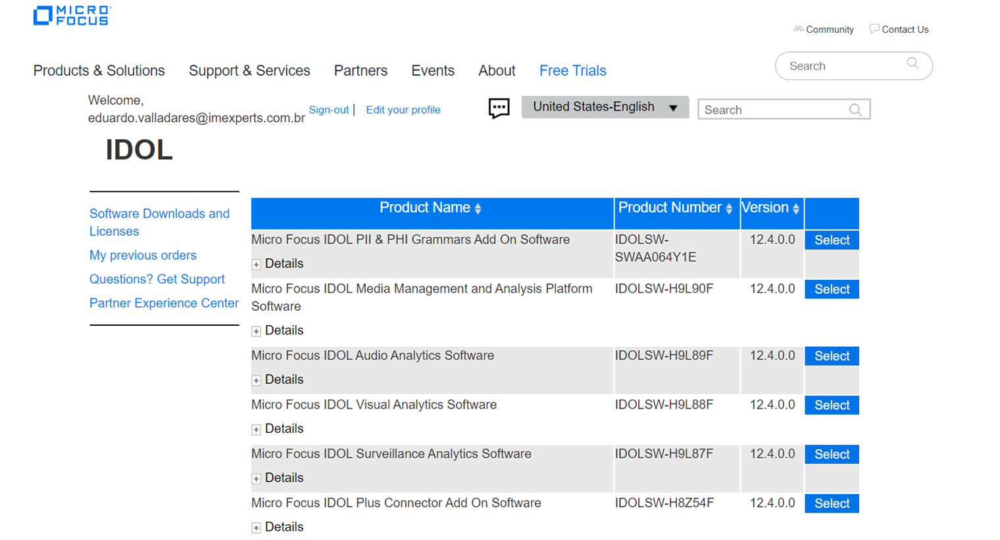 MICRO
FOCUS
Community Contact Us
Products & Solutions Support & Services Partners Events About Free Trials Search
Welcome,
eduardo.valladares@imexperts.com.br Sign-out | Edit your profile United States-English Search
IDOL
Software Downloads and
Licenses
My previous orders
Questions? Get Support
Partner Experience Center
Product Name Product Number Version
Micro Focus IDOL PII & PHI Grammars Add On Software IDOLSW- 12.4.0.0 Select
SWAA064Y1E
Details
Micro Focus IDOL Media Management and Analysis Platform IDOLSW-H9L90F 12.4.0.0 Select
Software
Details
Micro Focus IDOL Audio Analytics Software IDOLSW-H9L89F 12.4.0.0 Select
Details
Micro Focus IDOL Visual Analytics Software IDOLSW-H9L88F 12.4.0.0 Select
Details
Micro Focus IDOL Surveillance Analytics Software IDOLSW-H9L87F 12.4.0.0 Select
Details
Micro Focus IDOL Plus Connector Add On Software IDOLSW-H8Z54F 12.4.0.0 Select
Details